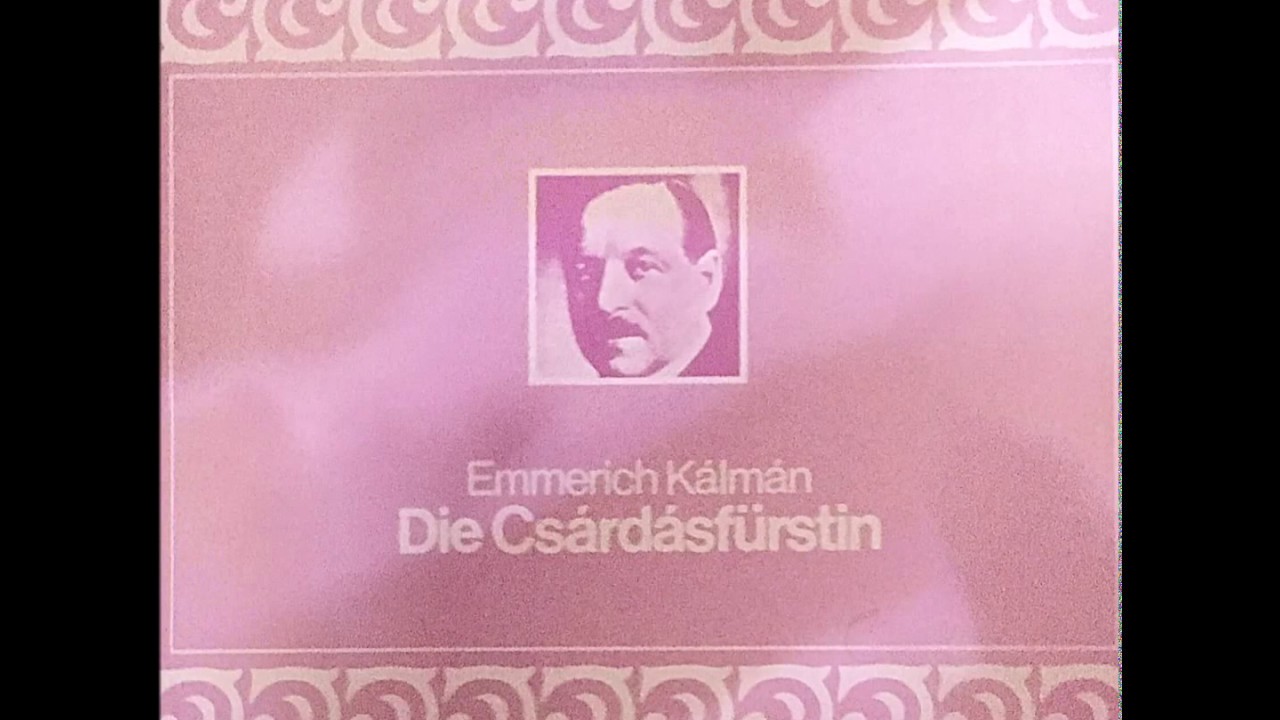 Emmerich Kálmán
Die Csárdásfürstin